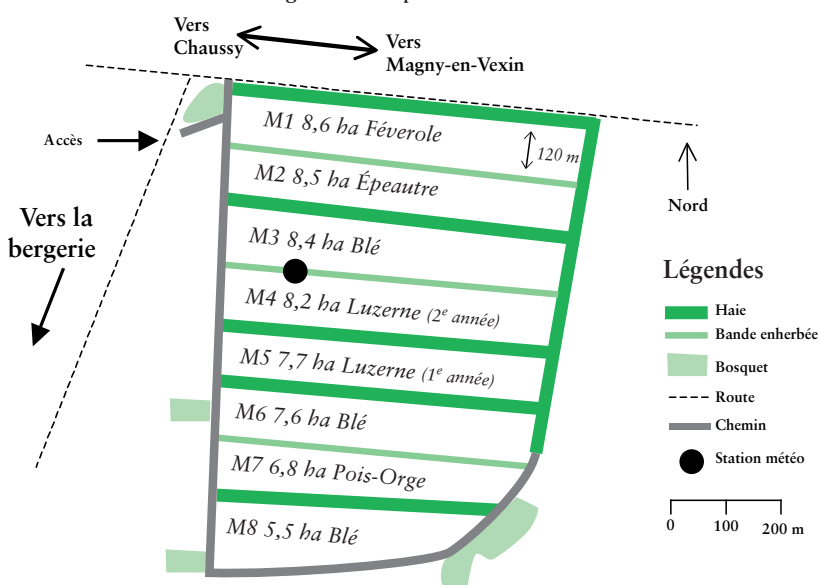 Vers
Chaussy
Vers
Magny-en-Vexin
Accès
Vers la
bergerie
M1 8,6 ha Féverole
120 m
M2 8,5 ha Épeautre
M3 8,4 ha Blé
M4 8,2 ha Luzerne (2e année)
M5 7,7 ha Luzerne (1e année)
M6 7,6 ha Blé
M7 6,8 ha Pois-Orge
M8 5,5 ha Blé
Nord
Légendes
Haie
Bande enherbée
Bosquet
Route
Chemin
Station météo
0 100 200 m